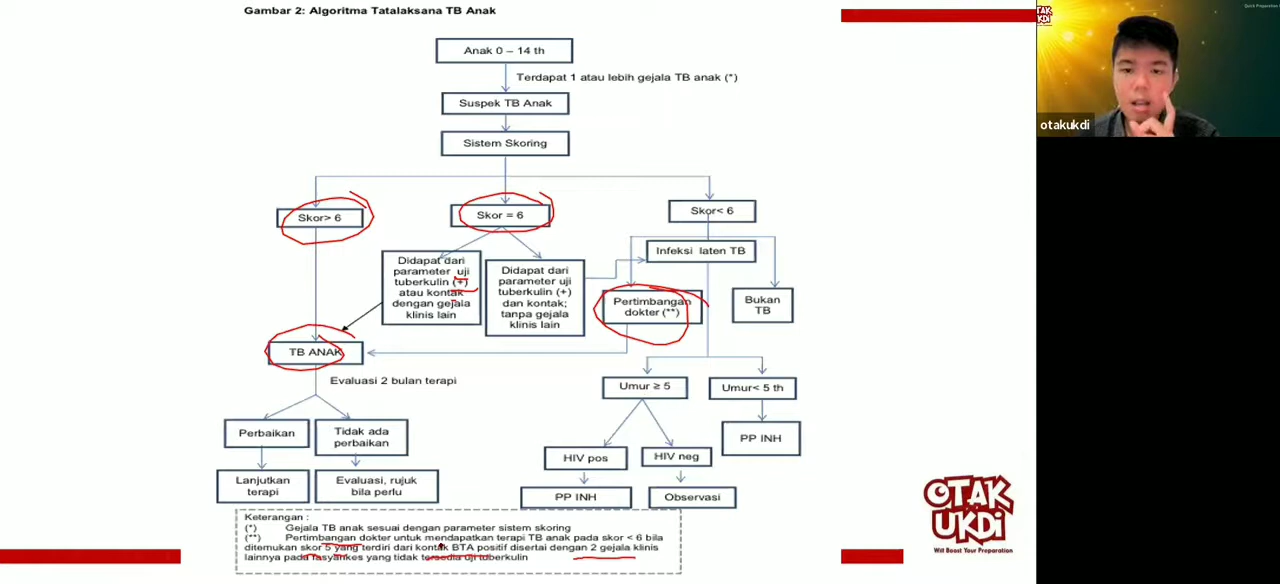 Gambar 2: Algoritma Tatalaksana TB Anak
Anak 0 – 14 th
Terdapat 1 atau lebih gejala TB anak (*)
Suspek TB Anak
Sistem Skoring
Skor> 6
Skor = 6
Skor< 6
Didapat dari
parameter uji
tuberkulin (+)
atau kontak
dengan gejala
klinis lain
Didapat dari
parameter uji
tuberkulin (+)
dan kontak;
tanpa gejala
klinis lain
Infeksi laten TB
Pertimbangan
dokter (**)
Bukan
TB
TB ANAK
Evaluasi 2 bulan terapi
Umur ≥ 5
Umur< 5 th
Perbaikan
Tidak ada
perbaikan
HIV pos
HIV neg
PP INH
Lanjutkan
terapi
Evaluasi, rujuk
bila perlu
PP INH
Observasi
Keterangan :
(*) Gejala TB anak sesuai dengan parameter sistem skoring
(**) Pertimbangan dokter untuk mendapatkan terapi TB anak pada skor < 6 bila
ditemukan skor 5 yang terdiri dari kontak BTA positif disertai dengan 2 gejala klinis
lainnya pada fasyankes yang tidak tersedia uji tuberkulin
OTAK
UKDI
Will Boost Your Preparation
TAK
UKDI
Quick Preparation
otakukdi